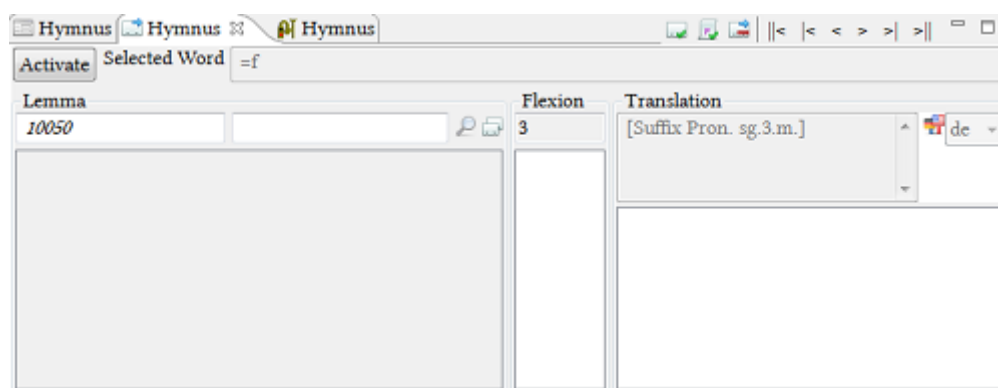 Hymnus Hymnus Hymnus ||< |< < > >| >||
Activate Selected Word =f
Lemma Flexion Translation
10050 3 [Suffix Pron. sg.3.m.] de